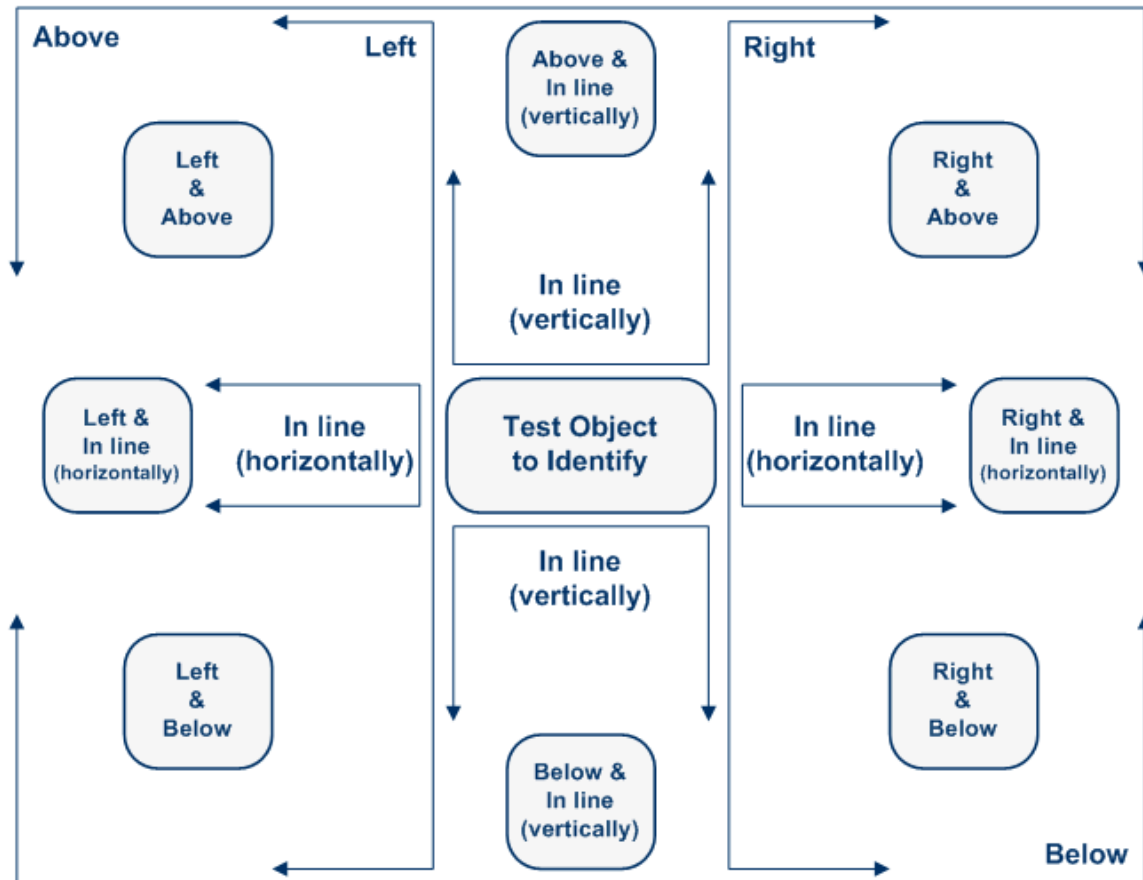 Above
Left
Right
Above &
In line
(vertically)
Left
&
Above
Right
&
Above
In line
(vertically)
Left &
In line
(horizontally)
In line
(horizontally)
Test Object
to Identify
In line
(horizontally)
Right &
In line
(horizontally)
In line
(vertically)
Left
&
Below
Right
&
Below
Below &
In line
(vertically)
Below